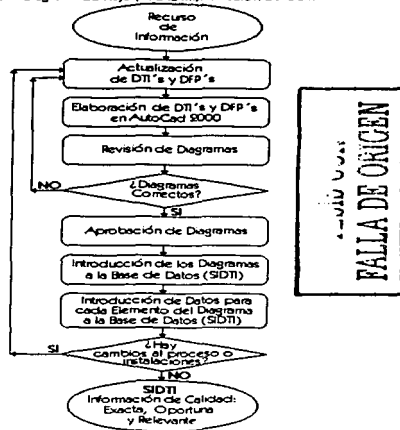 Recurso
de
Información
Actualización
de DTI´s y DFP´s
Elaboración de DTI´s y DFP´s
en AutoCad 2000
Revisión de Diagramas
NO
¿Diagramas
Correctos?
SI
Aprobación de Diagramas
Introducción de los Diagramas
a la Base de Datos (SIDTI)
Introducción de Datos para
cada Elemento del Diagrama
a la Base de Datos (SIDTI)
SI
¿Hay
cambios al proceso o
instalaciones?
NO
SIDTI
Información de Calidad:
Exacta, Oportuna
y Relevante
FALLA DE ORIGEN